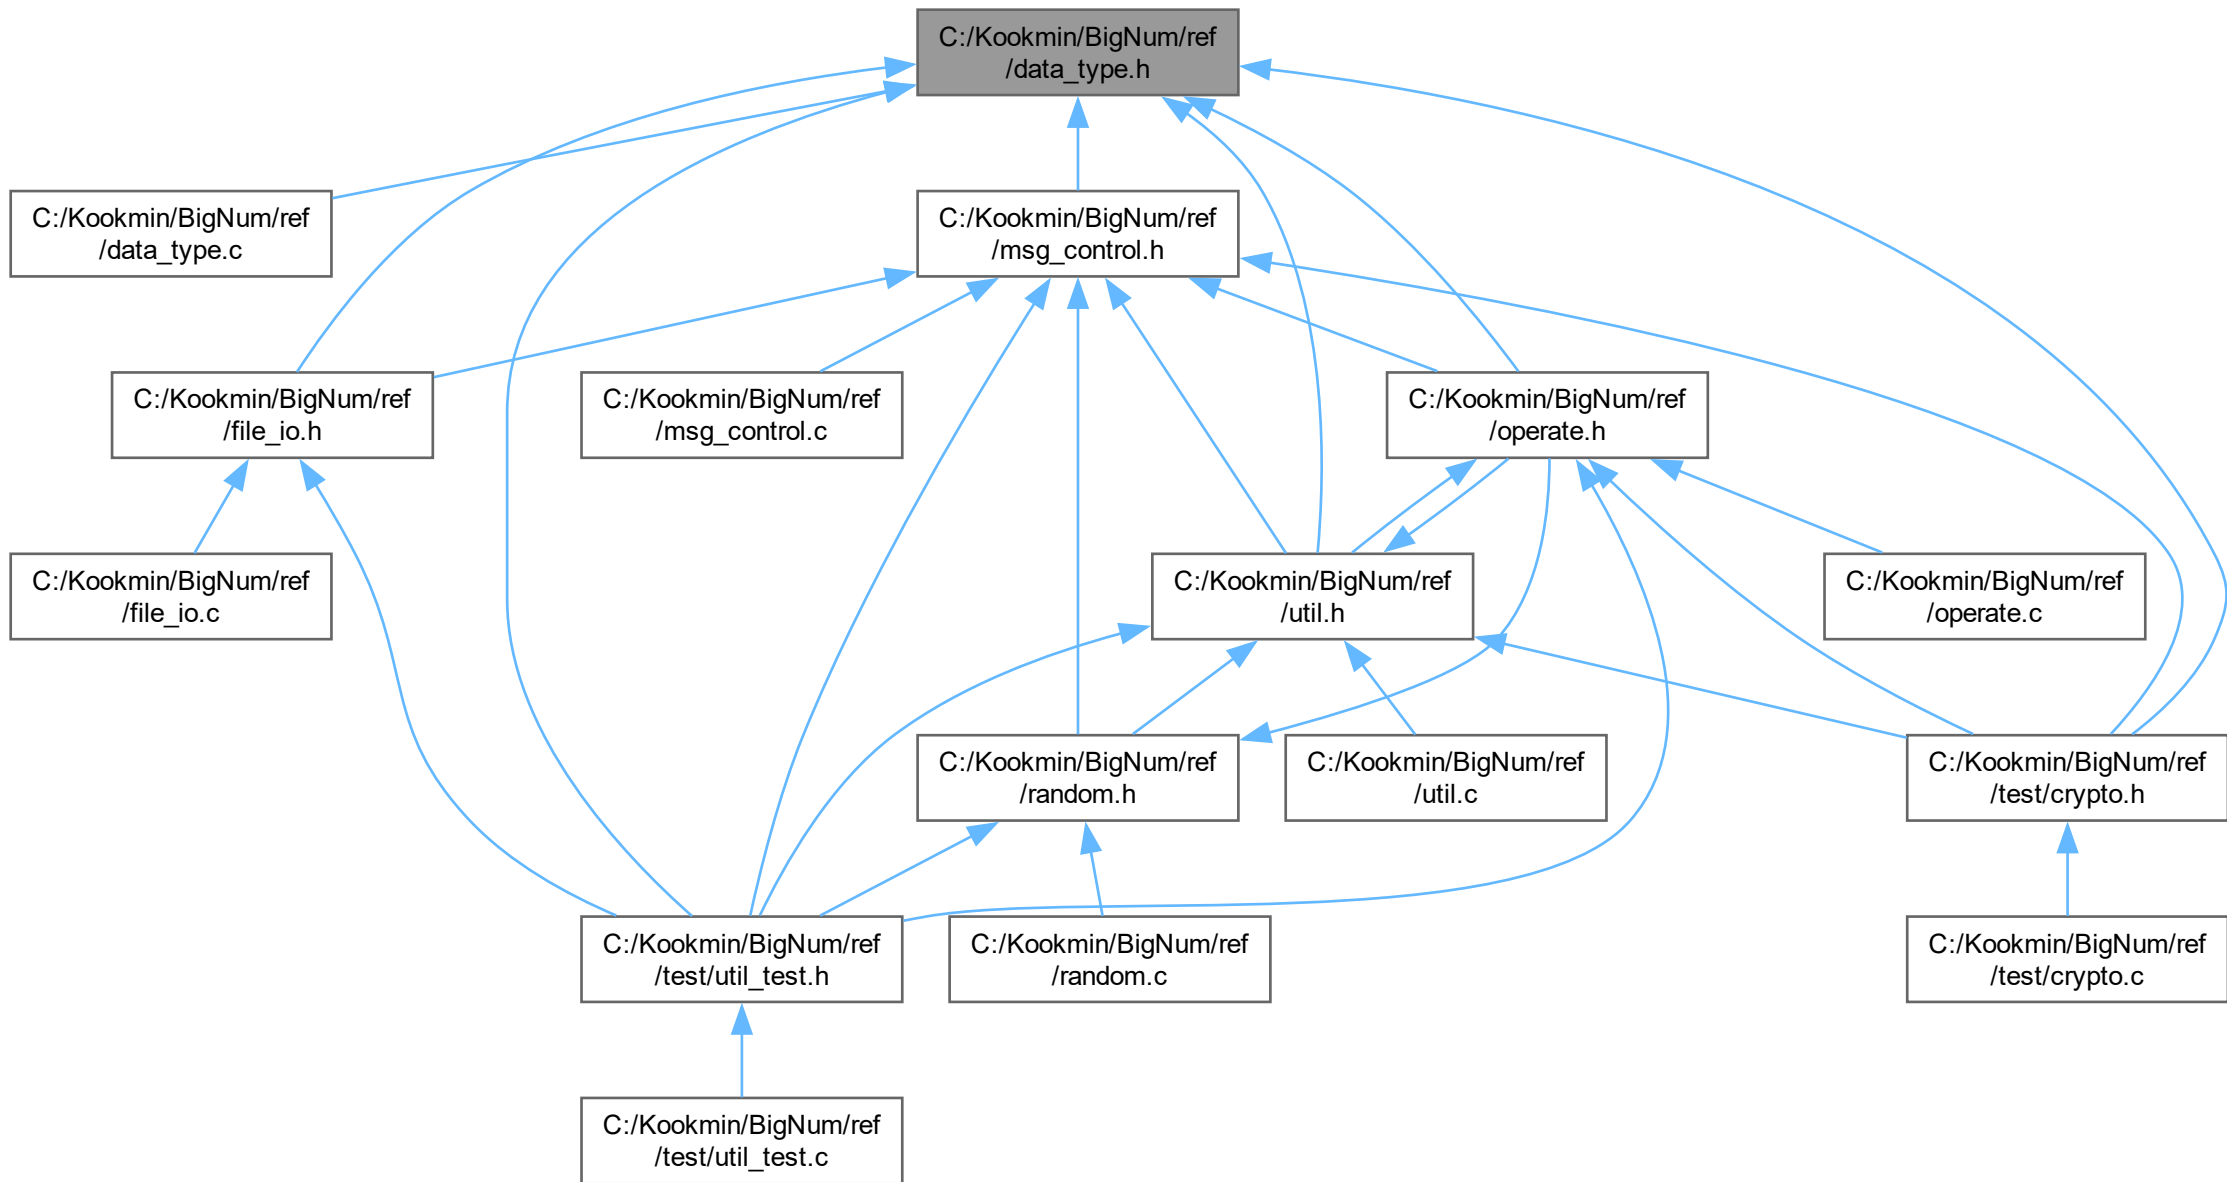 C:/Kookmin/BigNum/ref
/data_type.h
C:/Kookmin/BigNum/ref
/data_type.c
C:/Kookmin/BigNum/ref
/msg_control.h
C:/Kookmin/BigNum/ref
/file_io.h
C:/Kookmin/BigNum/ref
/msg_control.c
C:/Kookmin/BigNum/ref
/operate.h
C:/Kookmin/BigNum/ref
/file_io.c
C:/Kookmin/BigNum/ref
/util.h
C:/Kookmin/BigNum/ref
/operate.c
C:/Kookmin/BigNum/ref
/random.h
C:/Kookmin/BigNum/ref
/util.c
C:/Kookmin/BigNum/ref
/test/crypto.h
C:/Kookmin/BigNum/ref
/test/util_test.h
C:/Kookmin/BigNum/ref
/random.c
C:/Kookmin/BigNum/ref
/test/crypto.c
C:/Kookmin/BigNum/ref
/test/util_test.c